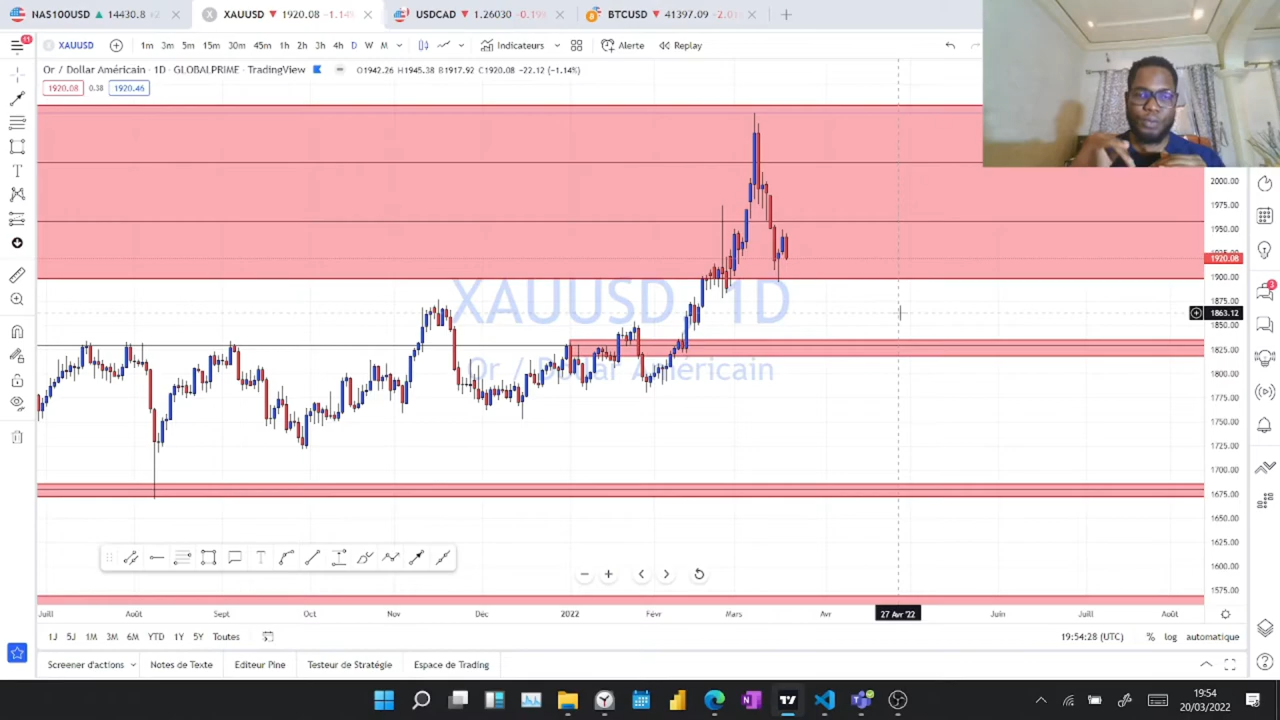 NAS100USD 14430.8 XAUUSD 1920.08 -1.14% USDCAD 1.26030 BTCUSD 41397.09
11
XAUUSD 1m 3m 5m 15m 30m 45m 1h 2h 3h 4h D W M Indicateurs Alerte Replay
Or / Dollar Américain · 1D · GLOBALPRIME · TradingView O1942.26 H1945.38 B1917.92 C1920.08 -22.12 (-1.14%)
1920.08 0.38 1920.46
XAUUSD 1D
Or / Dollar Américain
2000.00
1975.00
1950.00
1920.08
1900.00
1875.00
1863.12
1850.00
1825.00
1800.00
1775.00
1750.00
1725.00
1700.00
1675.00
1650.00
1625.00
1600.00
1575.00
3
Juill Août Sept Oct Nov Déc 2022 Févr Mars Avr 27 Avr '22 Juin Juill Août
1J 5J 1M 3M 6M YTD 1Y 5Y Toutes 19:54:28 (UTC) % log automatique
Screener d'actions Notes de Texte Editeur Pine Testeur de Stratégie Espace de Trading
19:54
20/03/2022